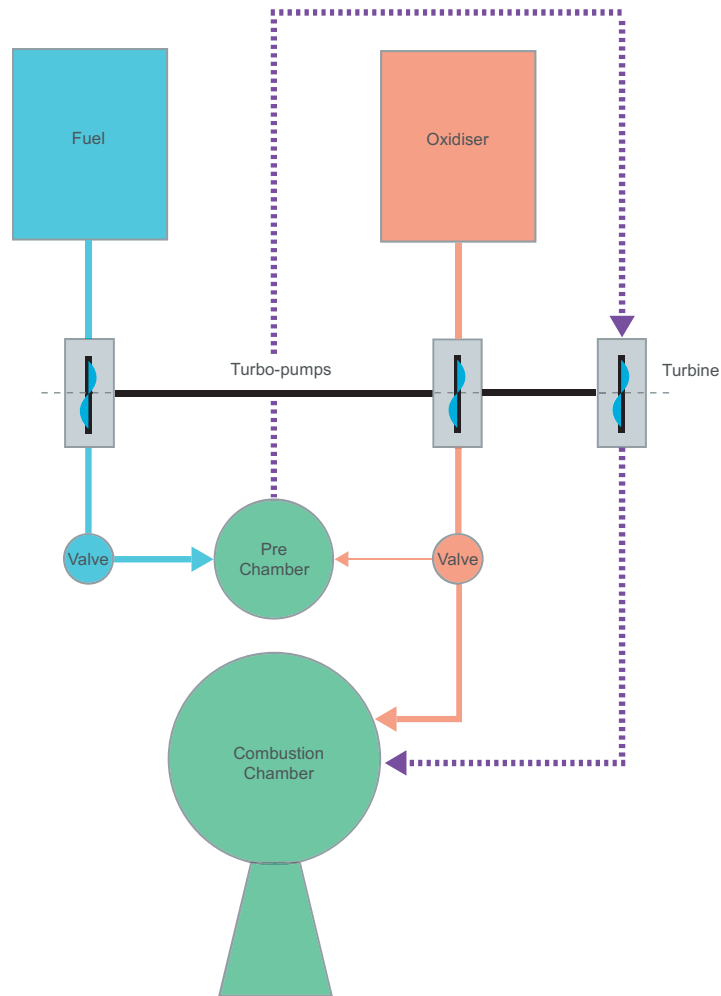 Fuel
Oxidiser
Turbo-pumps
Turbine
Valve
Pre
Chamber
Valve
Combustion
Chamber